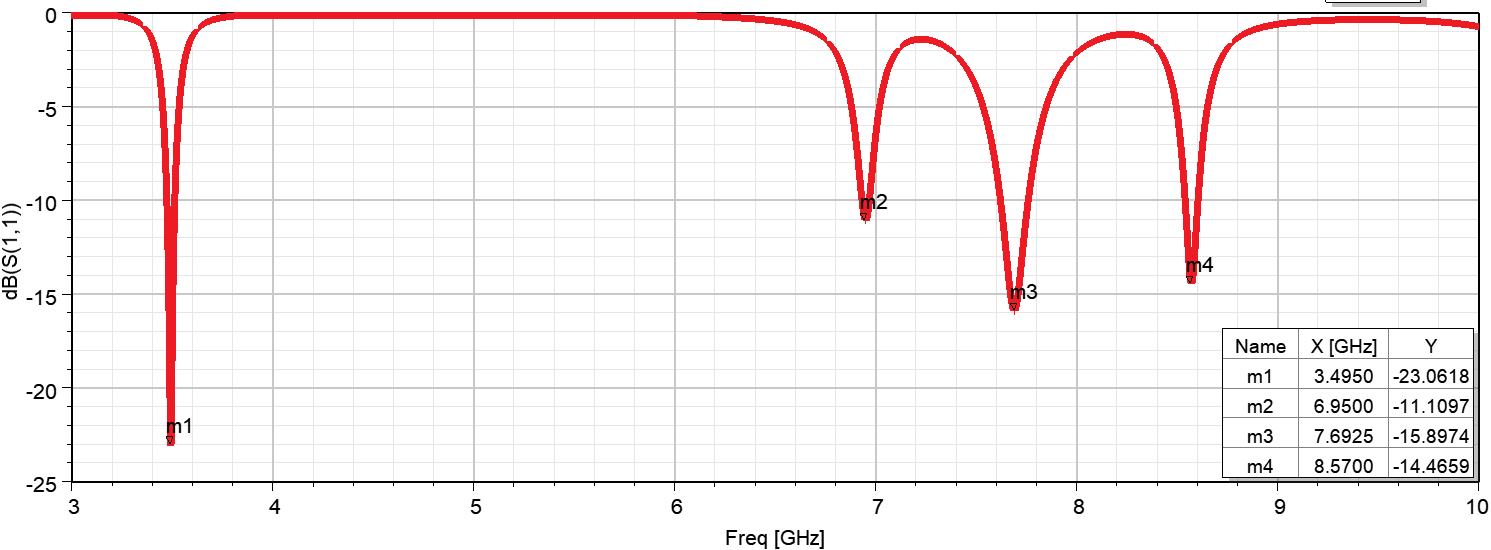 0
-5
-10
-15
-20
-25
dB(S(1,1))
m1
m2
m3
m4
Name X [GHz] Y
m1 3.4950 -23.0618
m2 6.9500 -11.1097
m3 7.6925 -15.8974
m4 8.5700 -14.4659
3 4 5 6 7 8 9 10
Freq [GHz]